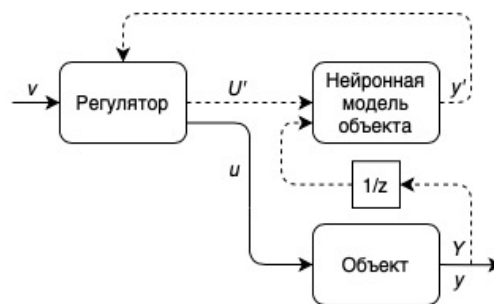 v
Регулятор
U'
Нейронная
модель
объекта
y'
u
1/z
Объект
Y
y